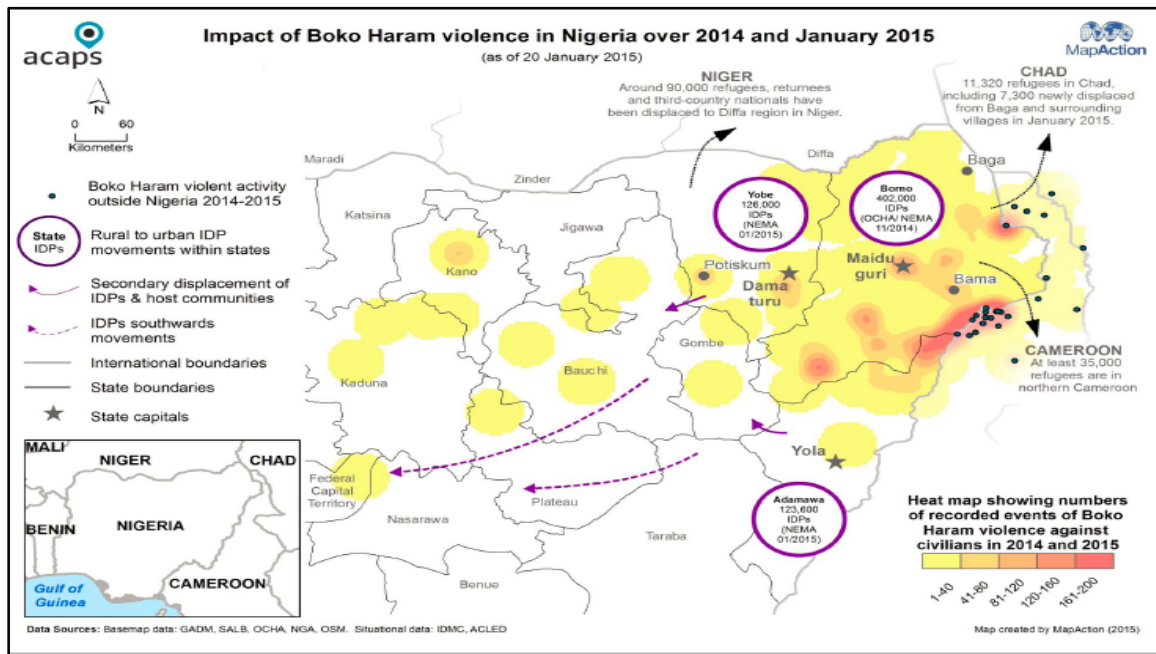 acaps
Impact of Boko Haram violence in Nigeria over 2014 and January 2015
(as of 20 January 2015)
MapAction
N
0 60
Kilometers
Boko Haram violent activity
outside Nigeria 2014-2015
State
IDPs
Rural to urban IDP
movements within states
Secondary displacement of
IDPs & host communities
IDPs southwards
movements
International boundaries
State boundaries
State capitals
NIGER
Around 90,000 refugees, returnees
and third-country nationals have
been displaced to Diffa region in Niger.
CHAD
11,320 refugees in Chad,
including 7,300 newly displaced
from Baga and surrounding
villages in January 2015.
Maradi
Zinder
Diffa
Baga
Katsina
Jigawa
Kano
Yobe
126,000
IDPs
(NEMA
01/2015)
Borno
402,000
IDPs
(OCHA/ NEMA
11/2014)
Potiskum
Dama
turu
Maidu
guri
Bama
Gombe
Kaduna
Bauchi
CAMEROON
At least 35,000
refugees are in
northern Cameroon
Yola
Federal
Capital
Territory
Plateau
Nasarawa
Taraba
Benue
Adamawa
123,600
IDPs
(NEMA
01/2015)
MALI
NIGER
CHAD
BENIN
NIGERIA
CAMEROON
Gulf of
Guinea
Heat map showing numbers
of recorded events of Boko
Haram violence against
civilians in 2014 and 2015
1-40
41-80
81-120
120-160
161-200
Data Sources: Basemap data: GADM, SALB, OCHA, NGA, OSM. Situational data: IDMC, ACLED
Map created by MapAction (2015)